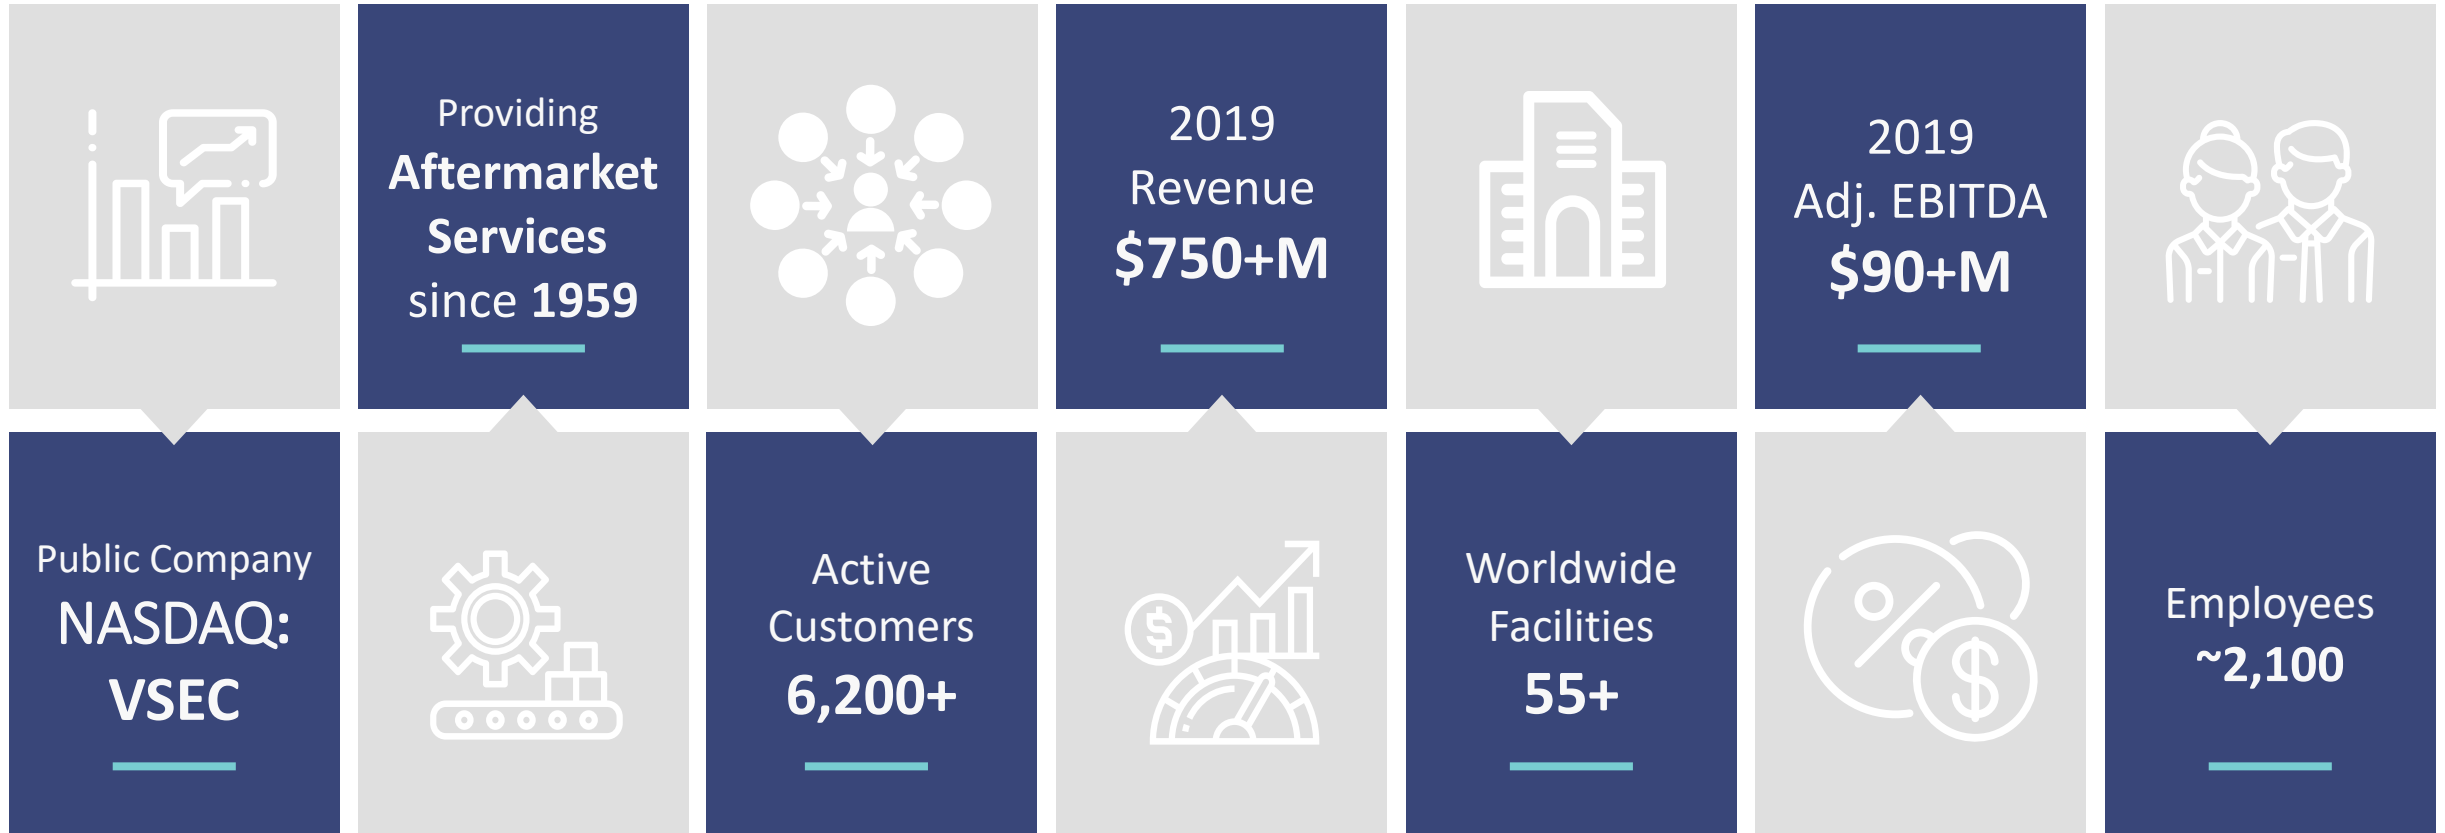 Providing
Aftermarket
Services
since 1959
2019
Revenue
$750+M
2019
Adj. EBITDA
$90+M
Public Company
NASDAQ:
VSEC
Active
Customers
6,200+
Worldwide
Facilities
55+
Employees
~2,100